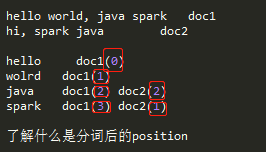 hello world, java spark doc1
hi, spark java doc2
hello doc1(0)
wolrd doc1(1)
java doc1(2) doc2(2)
spark doc1(3) doc2(1)
了解什么是分词后的position